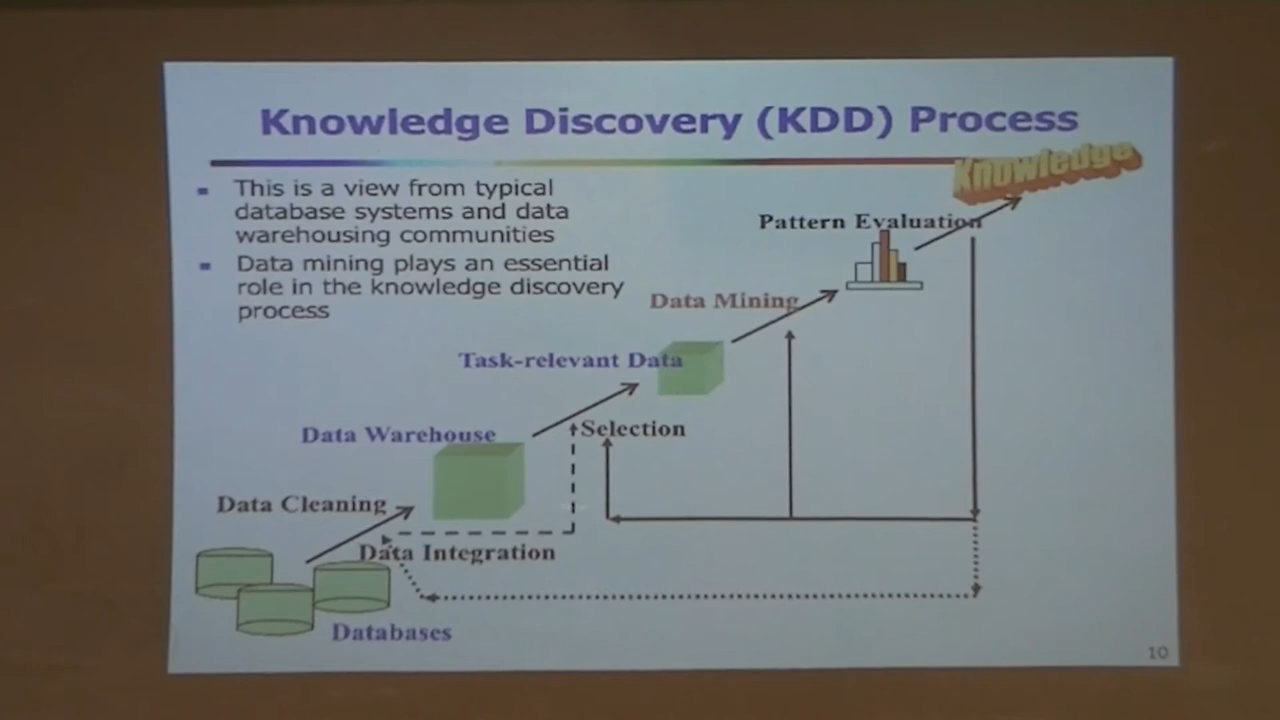 Knowledge Discovery (KDD) Process
Knowledge
This is a view from typical
database systems and data
warehousing communities
Data mining plays an essential
role in the knowledge discovery
process
Pattern Evaluation
Data Mining
Task-relevant Data
Selection
Data Warehouse
Data Cleaning
Data Integration
Databases
10